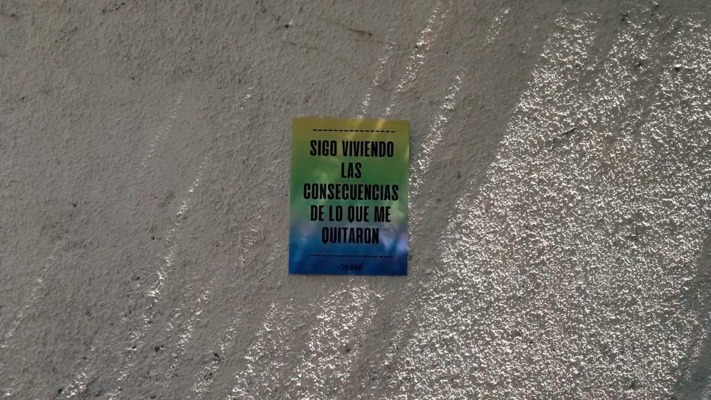 SIGO VIVIENDO
LAS
CONSECUENCIAS
DE LO QUE ME
QUITARON